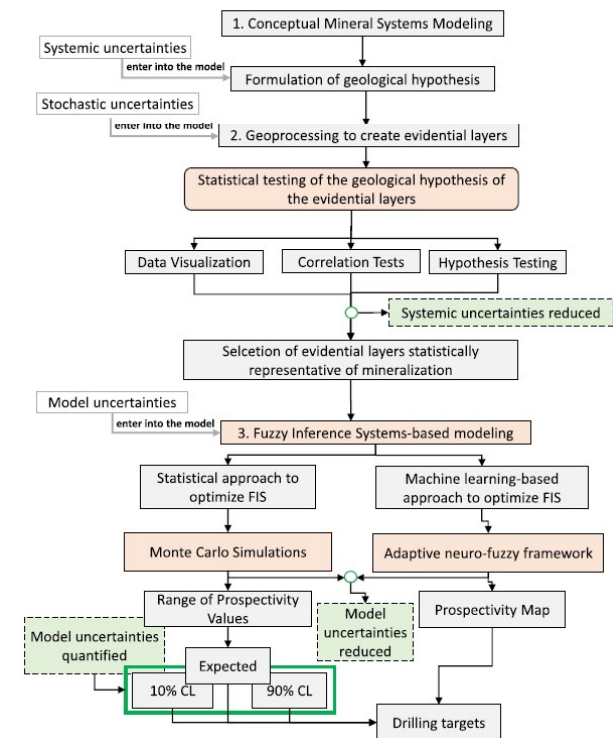 1. Conceptual Mineral Systems Modeling
Systemic uncertainties
enter into the model
Formulation of geological hypothesis
Stochastic uncertainties
enter into the model
2. Geoprocessing to create evidential layers
Statistical testing of the geological hypothesis of
the evidential layers
Data Visualization
Correlation Tests
Hypothesis Testing
Systemic uncertainties reduced
Selcetion of evidential layers statistically
representative of mineralization
Model uncertainties
enter into the model
3. Fuzzy Inference Systems-based modeling
Statistical approach to
optimize FIS
Machine learning-based
approach to optimize FIS
Monte Carlo Simulations
Adaptive neuro-fuzzy framework
Range of Prospectivity
Values
Model
uncertainties
reduced
Prospectivity Map
Model uncertainties
quantified
Expected
10% CL
90% CL
Drilling targets